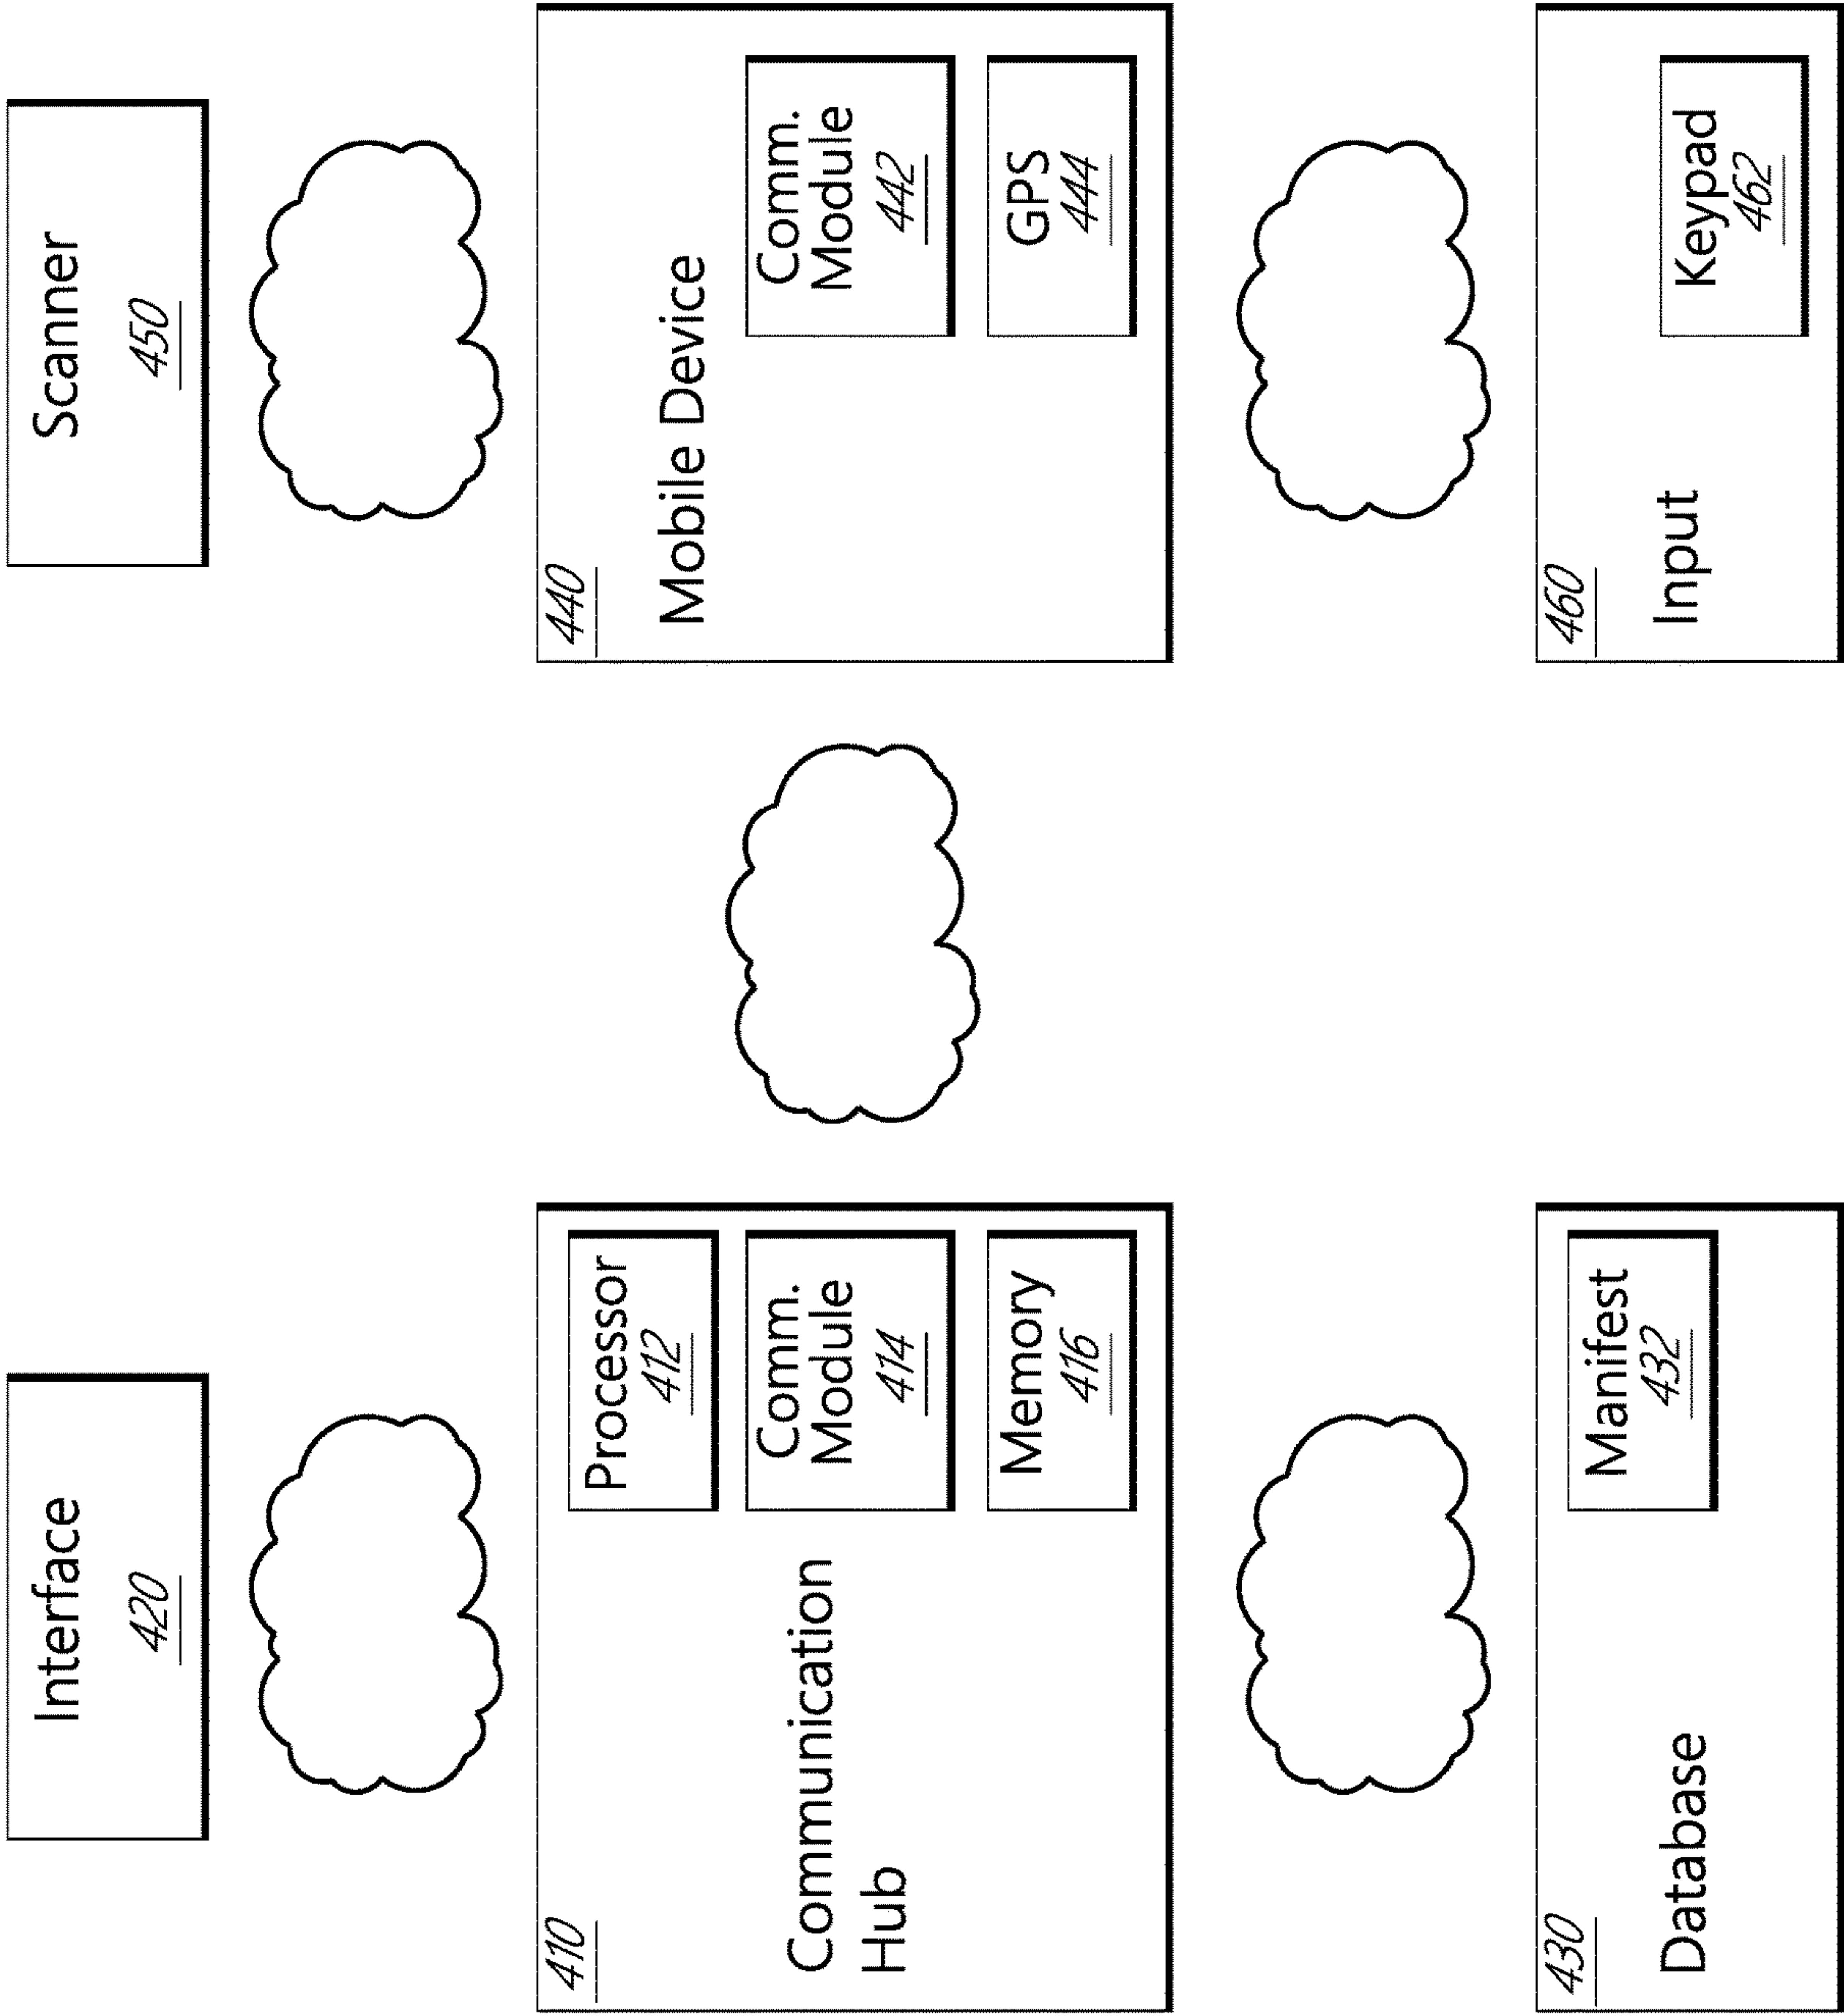 Interface
420
Scanner
450
410
Communication
Hub
Processor
412
Comm.
Module
414
Memory
416
440
Mobile Device
Comm.
Module
442
GPS
444
430
Database
Manifest
432
460
Input
Keypad
462